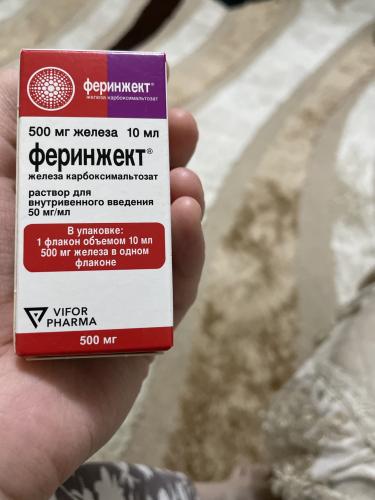 феринжект®
железа карбоксимальтозат
500 мг железа 10 мл
феринжект®
железа карбоксимальтозат
раствор для
внутривенного введения
50 мг/мл
В упаковке:
1 флакон объемом 10 мл
500 мг железа в одном
флаконе
VIFOR
PHARMA
500 мг